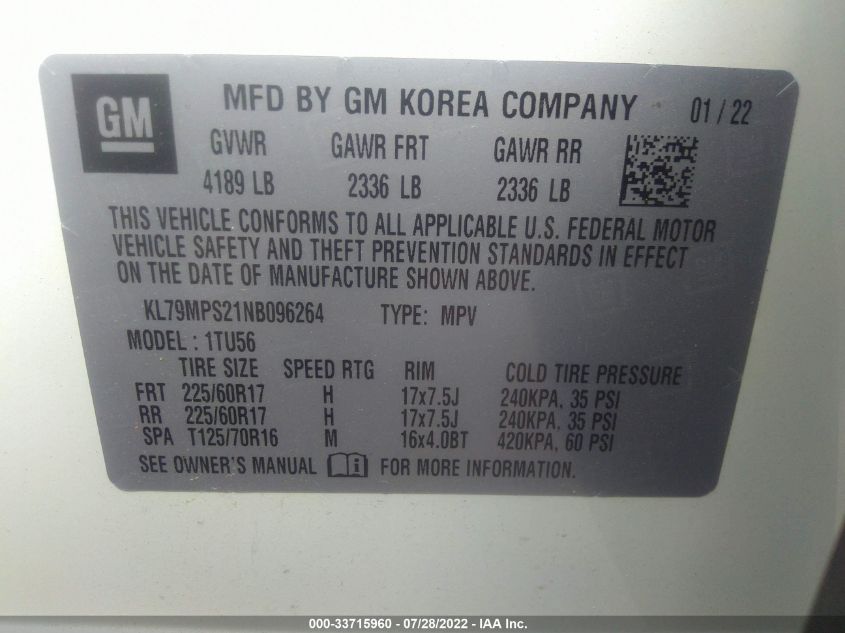 GM
MFD BY GM KOREA COMPANY 01 / 22
GVWR GAWR FRT GAWR RR
4189 LB 2336 LB 2336 LB
THIS VEHICLE CONFORMS TO ALL APPLICABLE U.S. FEDERAL MOTOR
VEHICLE SAFETY AND THEFT PREVENTION STANDARDS IN EFFECT
ON THE DATE OF MANUFACTURE SHOWN ABOVE.
KL79MPS21NB096264 TYPE: MPV
MODEL : 1TU56
TIRE SIZE SPEED RTG RIM COLD TIRE PRESSURE
FRT 225/60R17 H 17x7.5J 240KPA, 35 PSI
RR 225/60R17 H 17x7.5J 240KPA, 35 PSI
SPA T125/70R16 M 16x4.0BT 420KPA, 60 PSI
SEE OWNER'S MANUAL i FOR MORE INFORMATION.
000-33715960 - 07/28/2022 - IAA Inc.